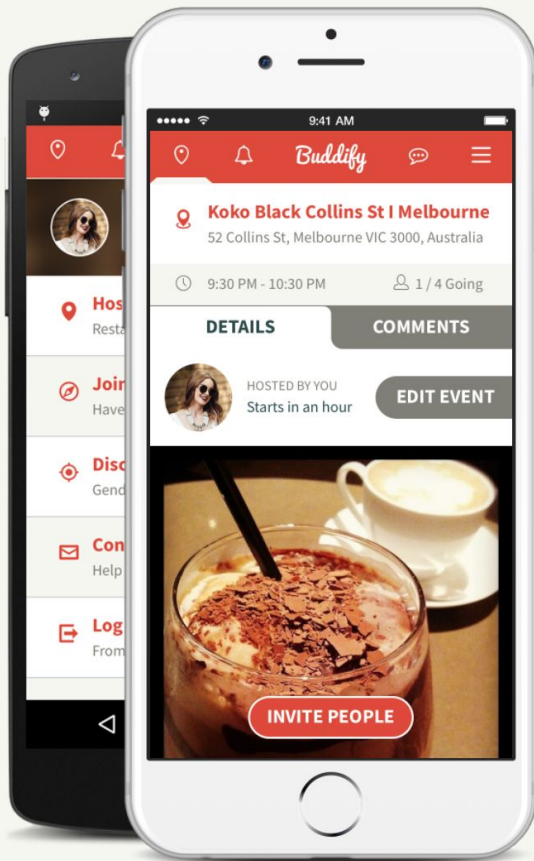 9:41 AM
Buddify
Koko Black Collins St I Melbourne
52 Collins St, Melbourne VIC 3000, Australia
9:30 PM - 10:30 PM
1 / 4 Going
DETAILS
COMMENTS
HOSTED BY YOU
Starts in an hour
EDIT EVENT
INVITE PEOPLE
Hos
Resta
Join
Have
Disc
Gend
Con
Help
Log
From